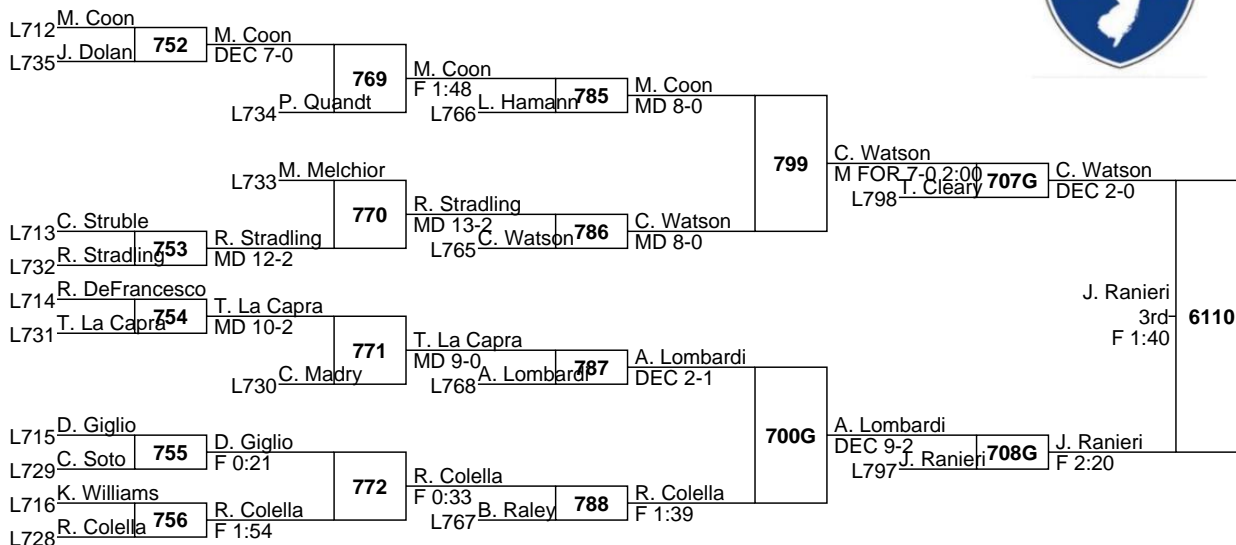 L712 M. Coon
752
L735 J. Dolan
M. Coon
DEC 7-0
769
L734 P. Quandt
M. Coon
F 1:48
785
L766 L. Hamann
M. Coon
MD 8-0
799
L733 M. Melchior
770
L713 C. Struble
753
L732 R. Stradling
R. Stradling
MD 12-2
R. Stradling
MD 13-2
786
L765 C. Watson
C. Watson
MD 8-0
C. Watson
M FOR 7-0 2:00
707G
L798 T. Cleary
C. Watson
DEC 2-0
L714 R. DeFrancesco
754
L731 T. La Capra
T. La Capra
MD 10-2
771
L730 C. Madry
T. La Capra
MD 9-0
787
L768 A. Lombardi
A. Lombardi
DEC 2-1
700G
L715 D. Giglio
755
L729 C. Soto
D. Giglio
F 0:21
772
L716 K. Williams
756
L728 R. Colella
R. Colella
F 1:54
R. Colella
F 0:33
788
L767 B. Raley
R. Colella
F 1:39
A. Lombardi
DEC 9-2
708G
L797 J. Ranieri
J. Ranieri
F 2:20
J. Ranieri
3rd
F 1:40
6110